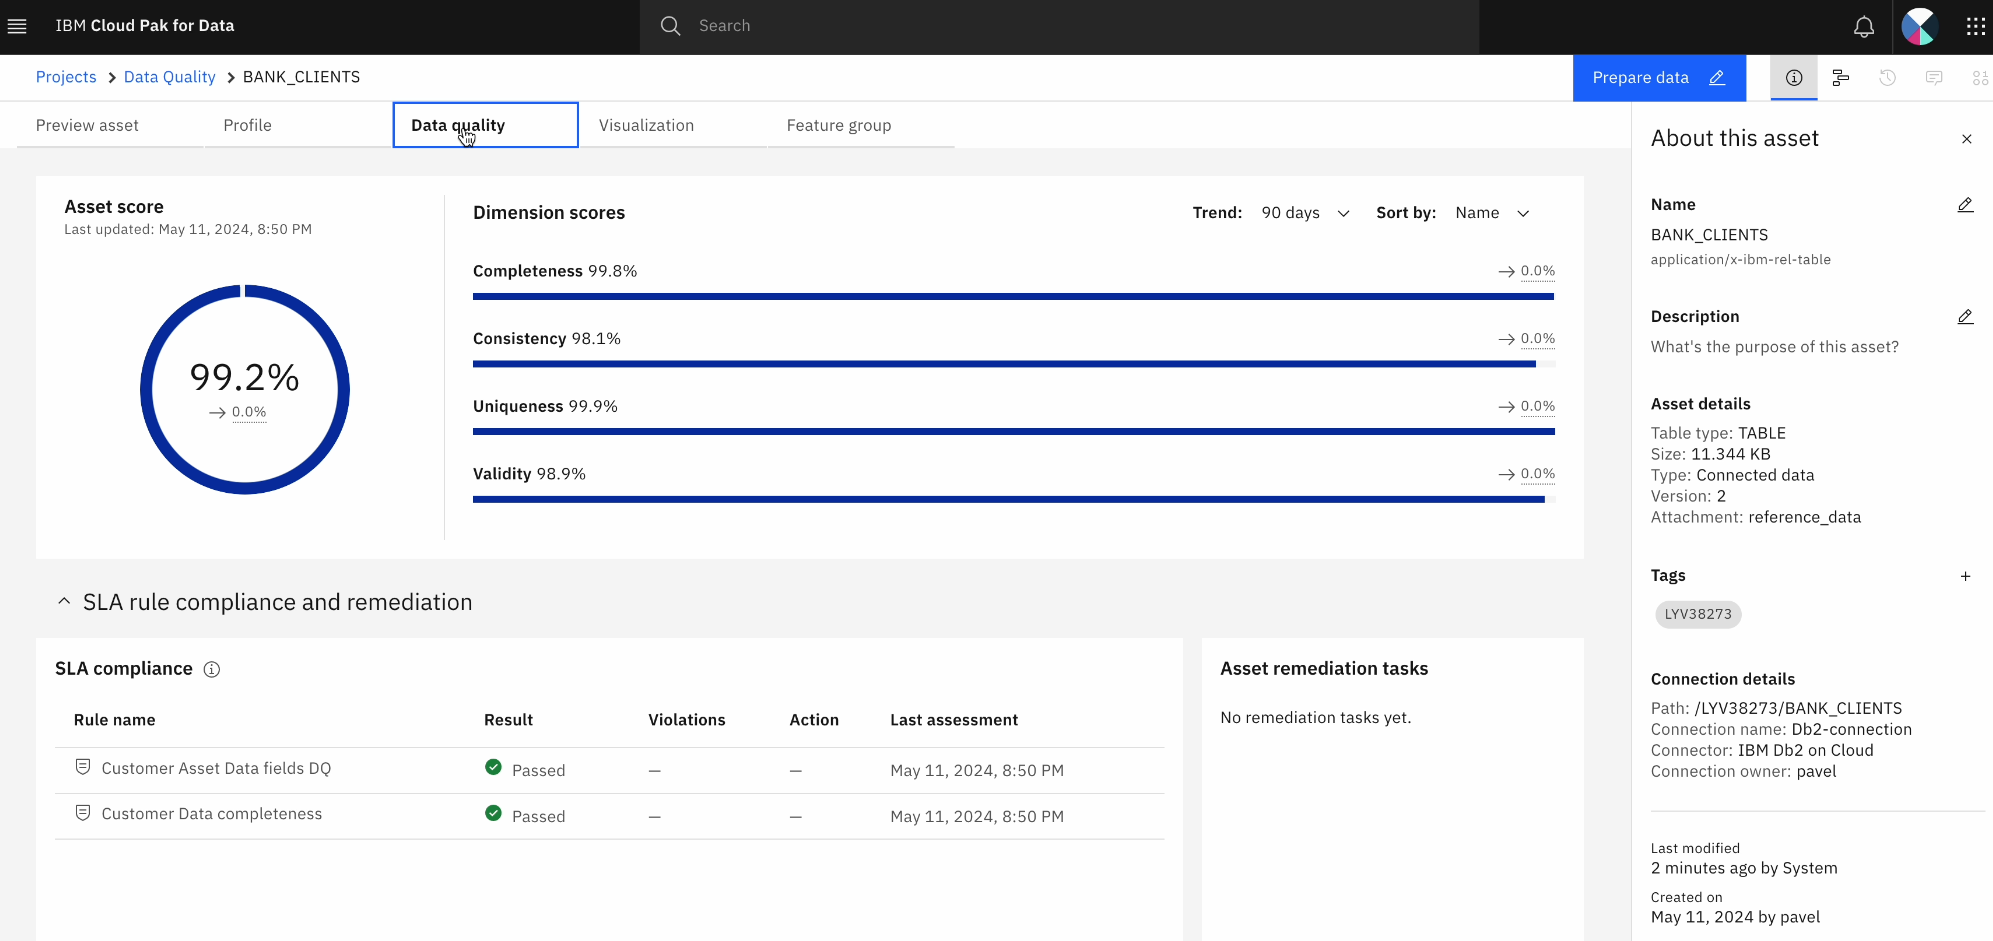 IBM Cloud Pak for Data
Search
Projects > Data Quality > BANK_CLIENTS
Prepare data
Preview asset
Profile
Data quality
Visualization
Feature group
Asset score
Last updated: May 11, 2024, 8:50 PM
99.2%
→ 0.0%
Dimension scores
Trend: 90 days
Sort by: Name
Completeness 99.8%
→ 0.0%
Consistency 98.1%
→ 0.0%
Uniqueness 99.9%
→ 0.0%
Validity 98.9%
→ 0.0%
SLA rule compliance and remediation
SLA compliance
Rule name Result Violations Action Last assessment
Customer Asset Data fields DQ Passed — — May 11, 2024, 8:50 PM
Customer Data completeness Passed — — May 11, 2024, 8:50 PM
Asset remediation tasks
No remediation tasks yet.
About this asset
Name
BANK_CLIENTS
application/x-ibm-rel-table
Description
What's the purpose of this asset?
Asset details
Table type: TABLE
Size: 11.344 KB
Type: Connected data
Version: 2
Attachment: reference_data
Tags
LYV38273
Connection details
Path: /LYV38273/BANK_CLIENTS
Connection name: Db2-connection
Connector: IBM Db2 on Cloud
Connection owner: pavel
Last modified
2 minutes ago by System
Created on
May 11, 2024 by pavel